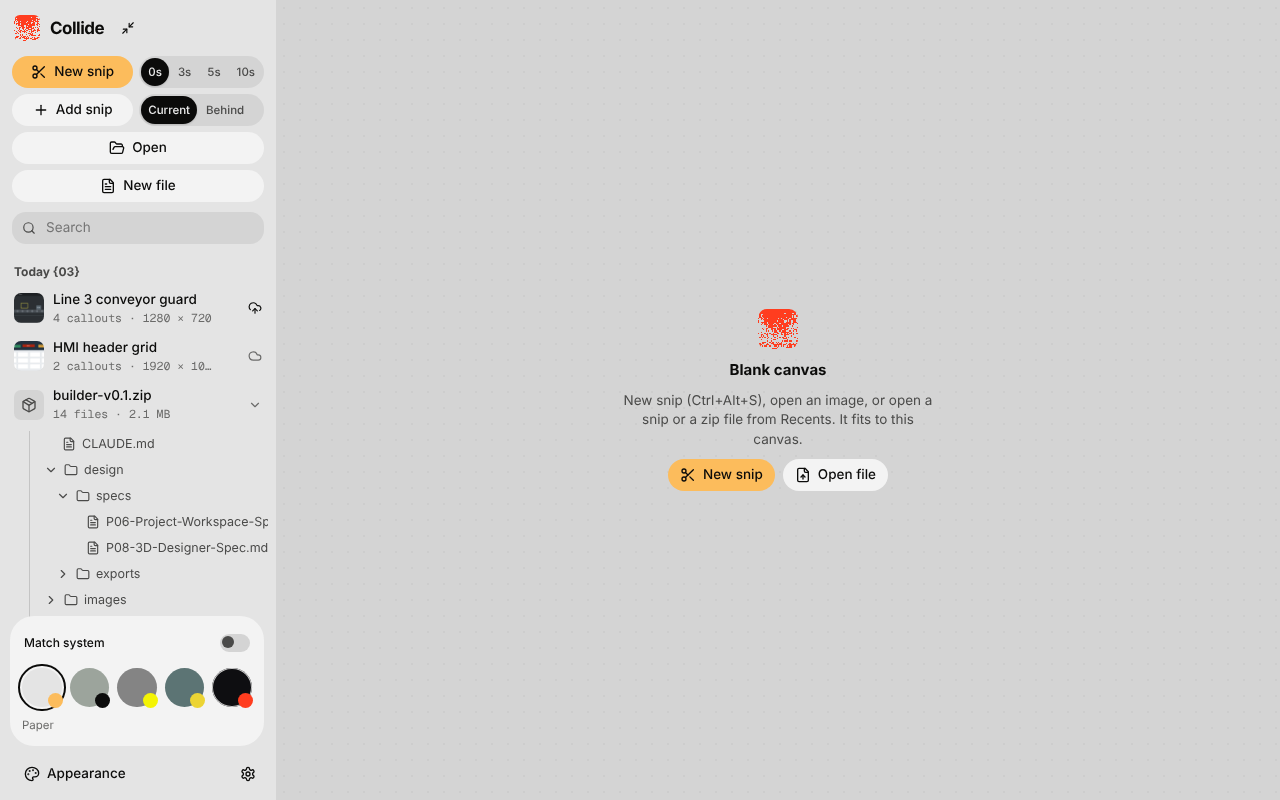 Collide
New snip
0s 3s 5s 10s
Add snip
Current Behind
Open
New file
Search
Today {03}
Line 3 conveyor guard
4 callouts · 1280 × 720
HMI header grid
2 callouts · 1920 × 10…
builder-v0.1.zip
14 files · 2.1 MB
CLAUDE.md
design
specs
P06-Project-Workspace-Sp
P08-3D-Designer-Spec.md
exports
images
Match system
Paper
Appearance
Blank canvas
New snip (Ctrl+Alt+S), open an image, or open a
snip or a zip file from Recents. It fits to this
canvas.
New snip Open file